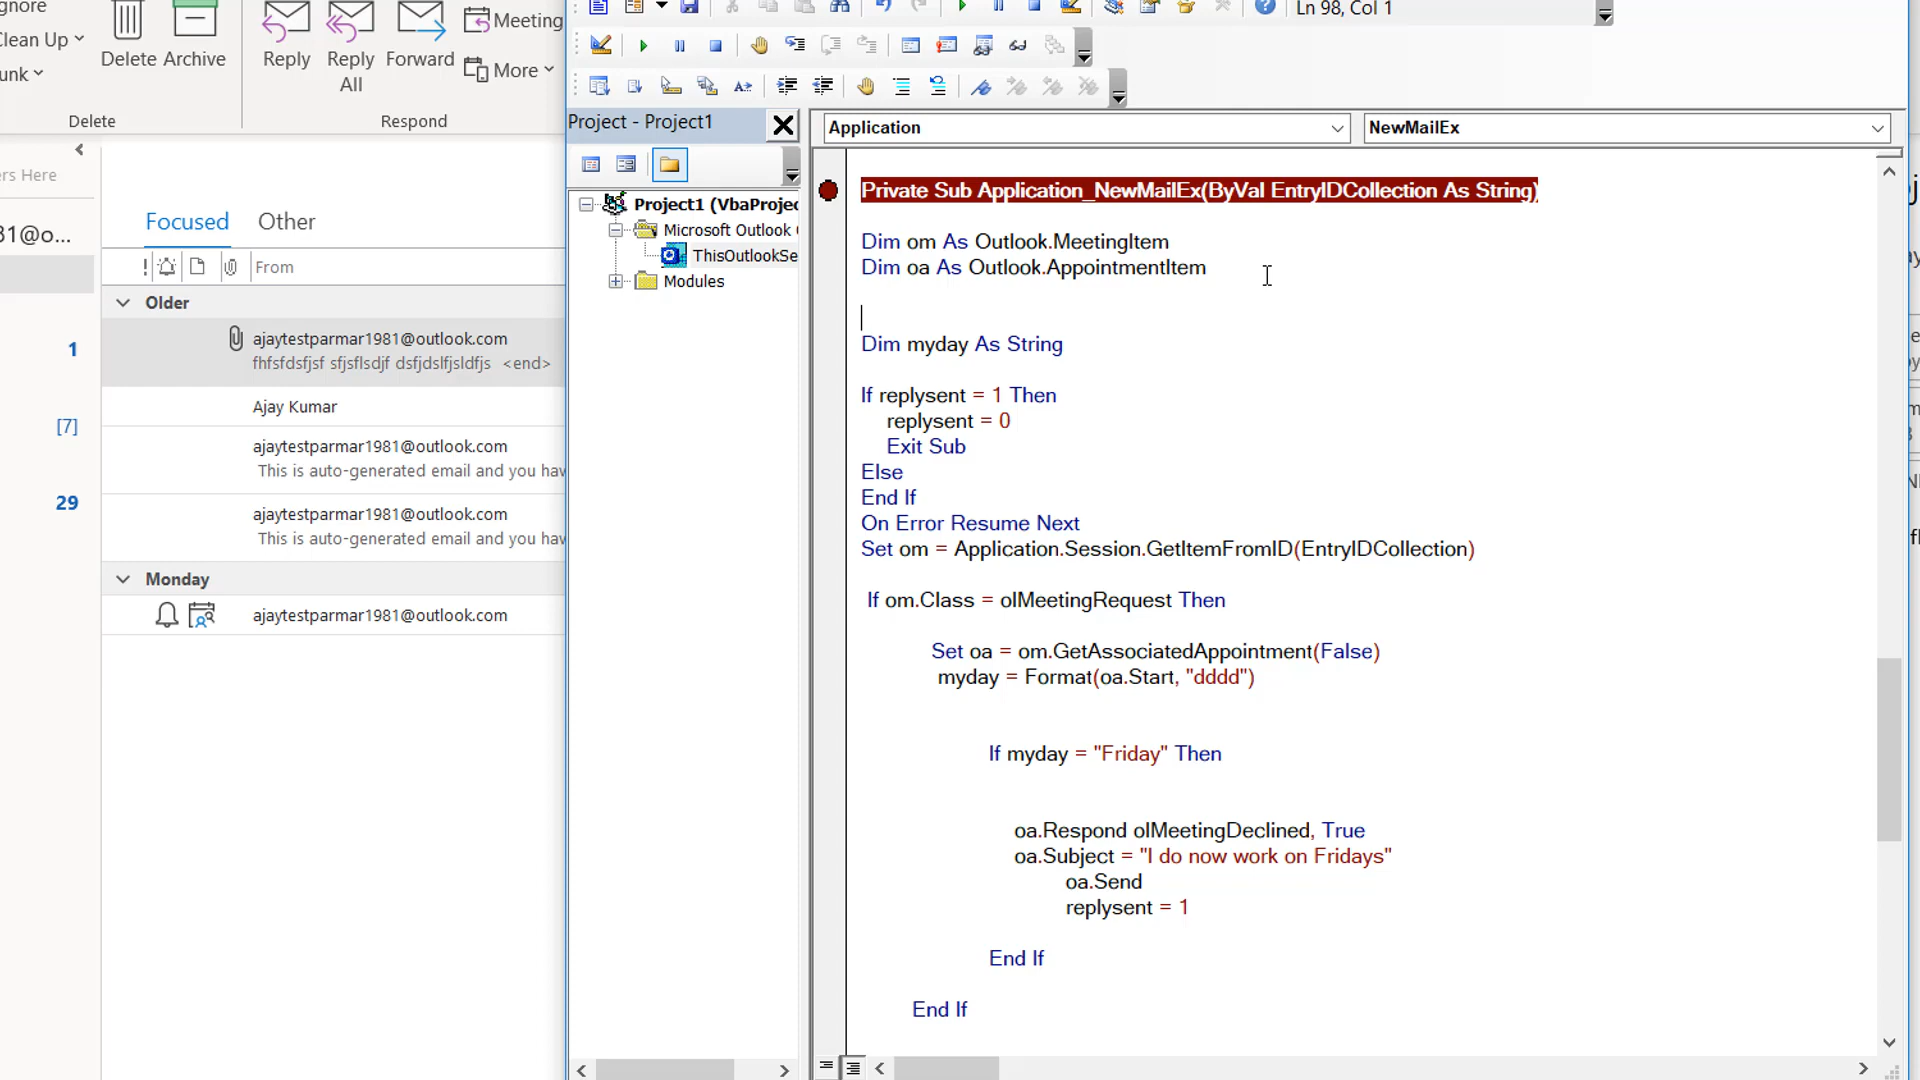 gnore
Clean Up
unk
Delete
Archive
Reply
Reply
All
Forward
Meeting
More
Delete
Respond
ers Here
81@o...
1
[7]
29
Focused
Other
! From
Older
ajaytestparmar1981@outlook.com
fhfsfdsfjsf sfjsflsdjf dsfjdslfjsldfjs <end>
Ajay Kumar
ajaytestparmar1981@outlook.com
This is auto-generated email and you hav
ajaytestparmar1981@outlook.com
This is auto-generated email and you hav
Monday
ajaytestparmar1981@outlook.com
Ln 98, Col 1
Project - Project1
Project1 (VbaProjec
Microsoft Outlook
ThisOutlookSe
Modules
Application
NewMailEx
Private Sub Application_NewMailEx(ByVal EntryIDCollection As String)
Dim om As Outlook.MeetingItem
Dim oa As Outlook.AppointmentItem
Dim myday As String
If replysent = 1 Then
replysent = 0
Exit Sub
Else
End If
On Error Resume Next
Set om = Application.Session.GetItemFromID(EntryIDCollection)
If om.Class = olMeetingRequest Then
Set oa = om.GetAssociatedAppointment(False)
myday = Format(oa.Start, "dddd")
If myday = "Friday" Then
oa.Respond olMeetingDeclined, True
oa.Subject = "I do now work on Fridays"
oa.Send
replysent = 1
End If
End If